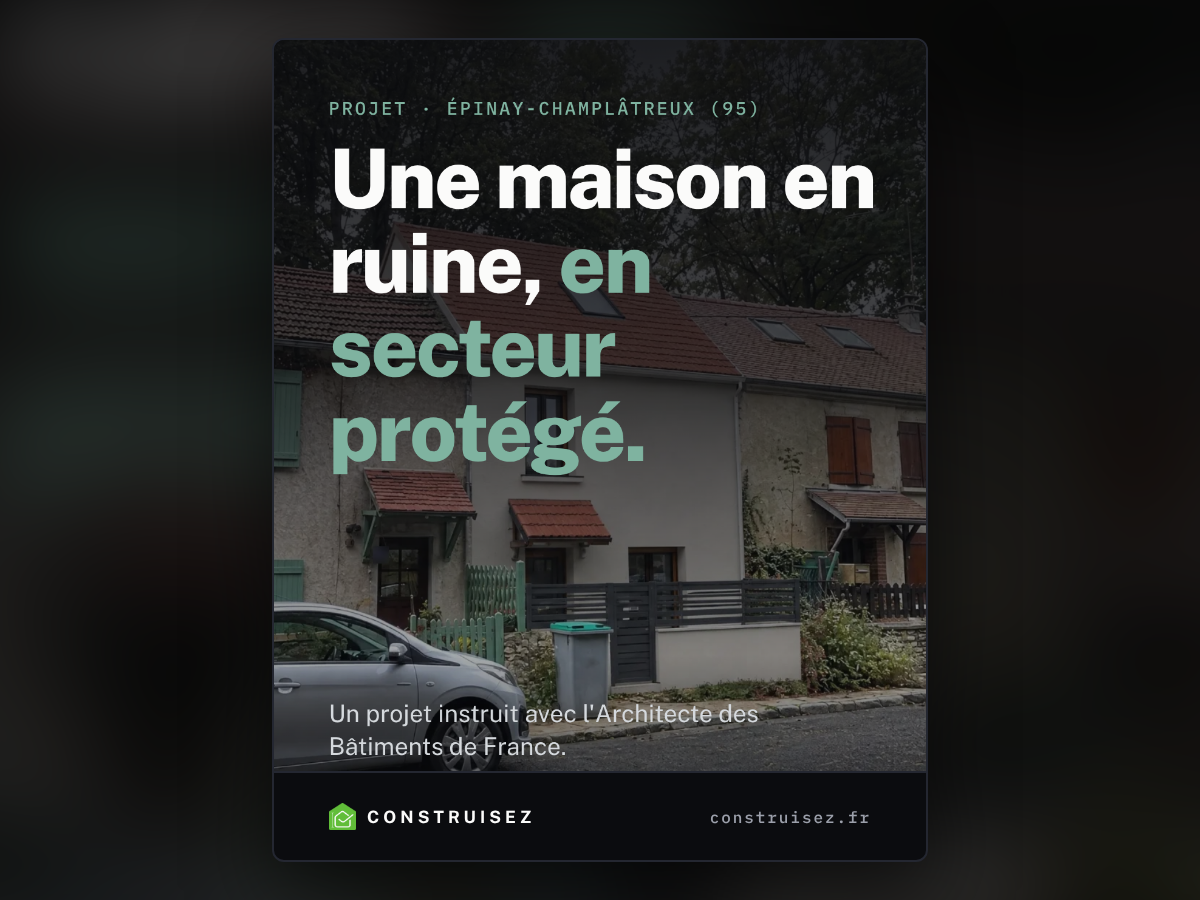 PROJET · ÉPINAY-CHAMPLÂTREUX (95)
Une maison en
ruine, en
secteur
protégé.
Un projet instruit avec l'Architecte des
Bâtiments de France.
CONSTRUISEZ
construisez.fr